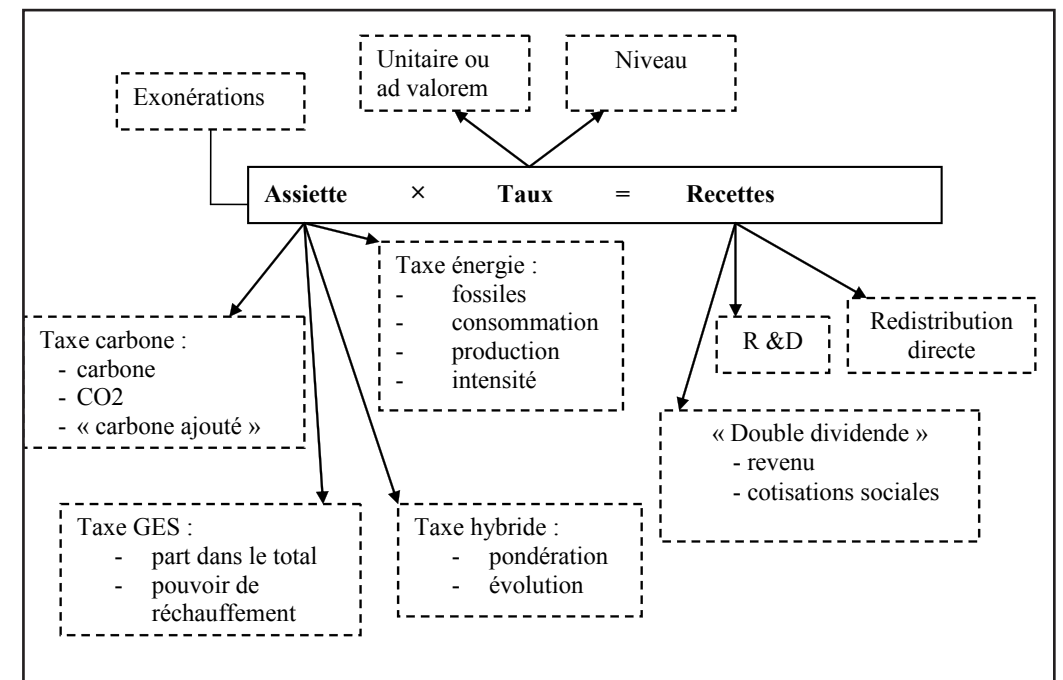 Unitaire ou
ad valorem
Niveau
Exonérations
Assiette × Taux = Recettes
Taxe énergie :
- fossiles
- consommation
- production
- intensité
Taxe carbone :
- carbone
- CO2
- « carbone ajouté »
R &D
Redistribution
directe
« Double dividende »
- revenu
- cotisations sociales
Taxe GES :
- part dans le total
- pouvoir de
réchauffement
Taxe hybride :
- pondération
- évolution